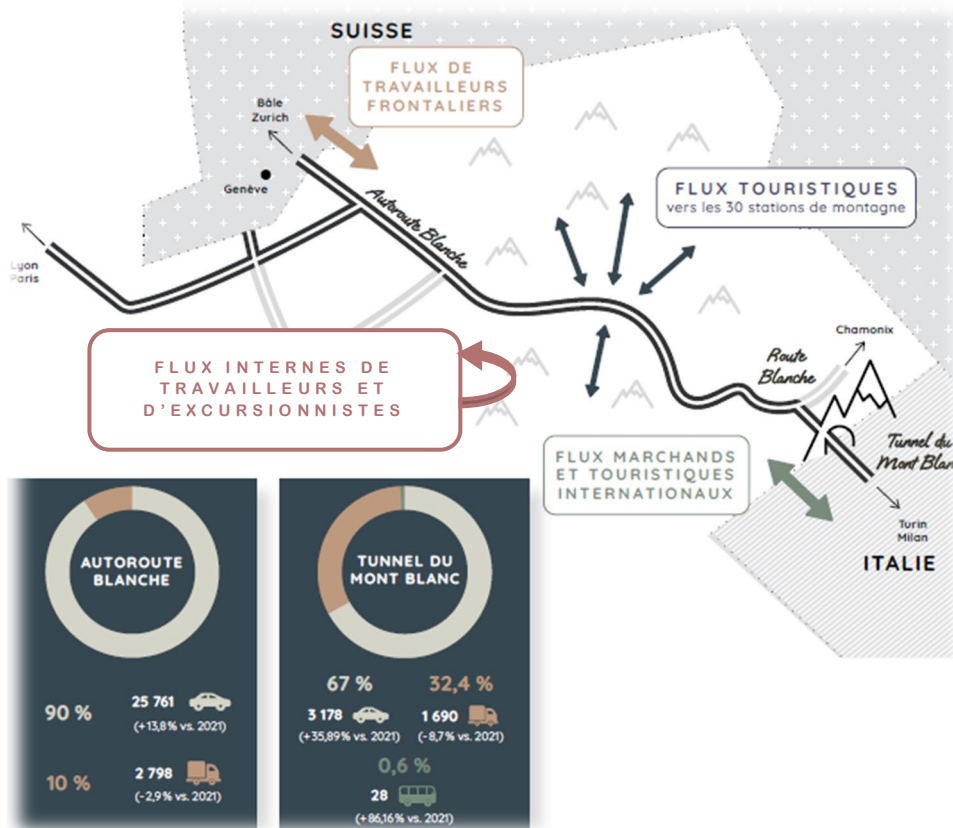 SUISSE
FLUX DE
TRAVAILLEURS
FRONTALIERS
Bâle
Zurich
Genève
Autoroute Blanche
FLUX TOURISTIQUES
vers les 30 stations de montagne
Lyon
Paris
FLUX INTERNES DE
TRAVAILLEURS ET
D'EXCURSIONNISTES
Chamonix
Route
Blanche
Tunnel du
Mont Blanc
FLUX MARCHANDS
ET TOURISTIQUES
INTERNATIONAUX
Turin
Milan
ITALIE
AUTOROUTE
BLANCHE
90 %
25 761
(+13,8% vs. 2021)
10 %
2 798
(-2,9% vs. 2021)
TUNNEL DU
MONT BLANC
67 %
3 178
(+35,89% vs. 2021)
32,4 %
1 690
(-8,7% vs. 2021)
0,6 %
28
(+86,16% vs. 2021)